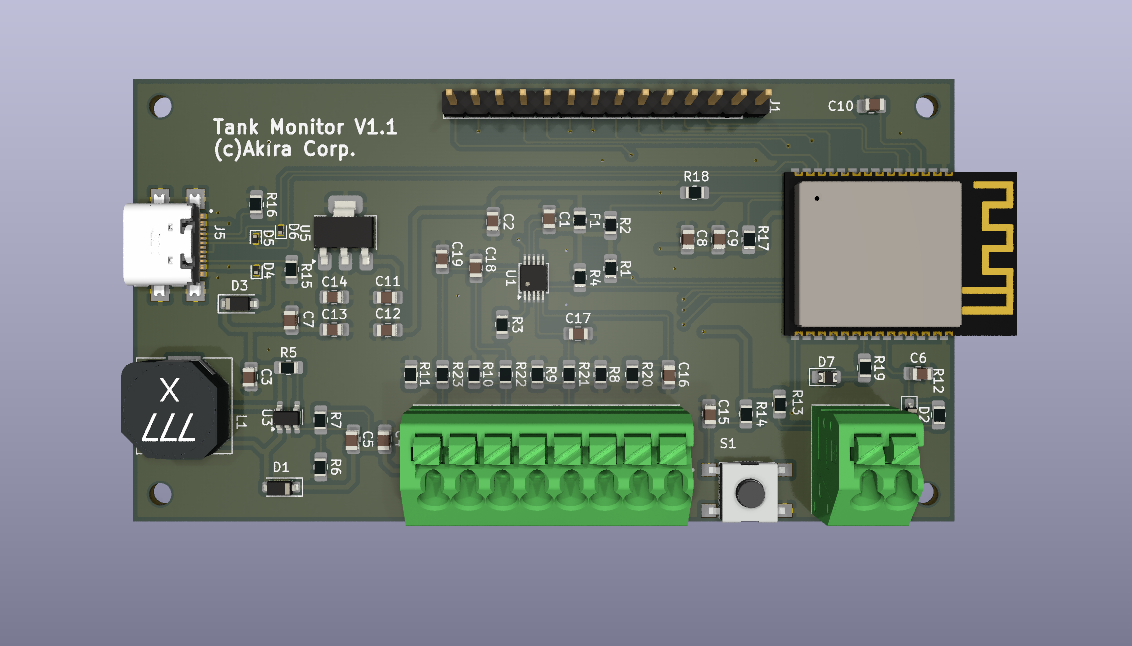 Tank Monitor V1.1
(c)Akira Corp.
J1
C10
R18
R16
J5
D5
D6
U5
D4
R15
D3
C14
C11
C13
C12
C7
C19
C18
C2
C1
F1
R2
U1
R4
R1
C8
C9
R17
R3
C17
R5
C3
L1
U3
R7
R6
C5
D1
R11
R23
R10
R22
R9
R21
R8
R20
C16
C15
R14
R13
S1
D7
R19
C6
R12
D2